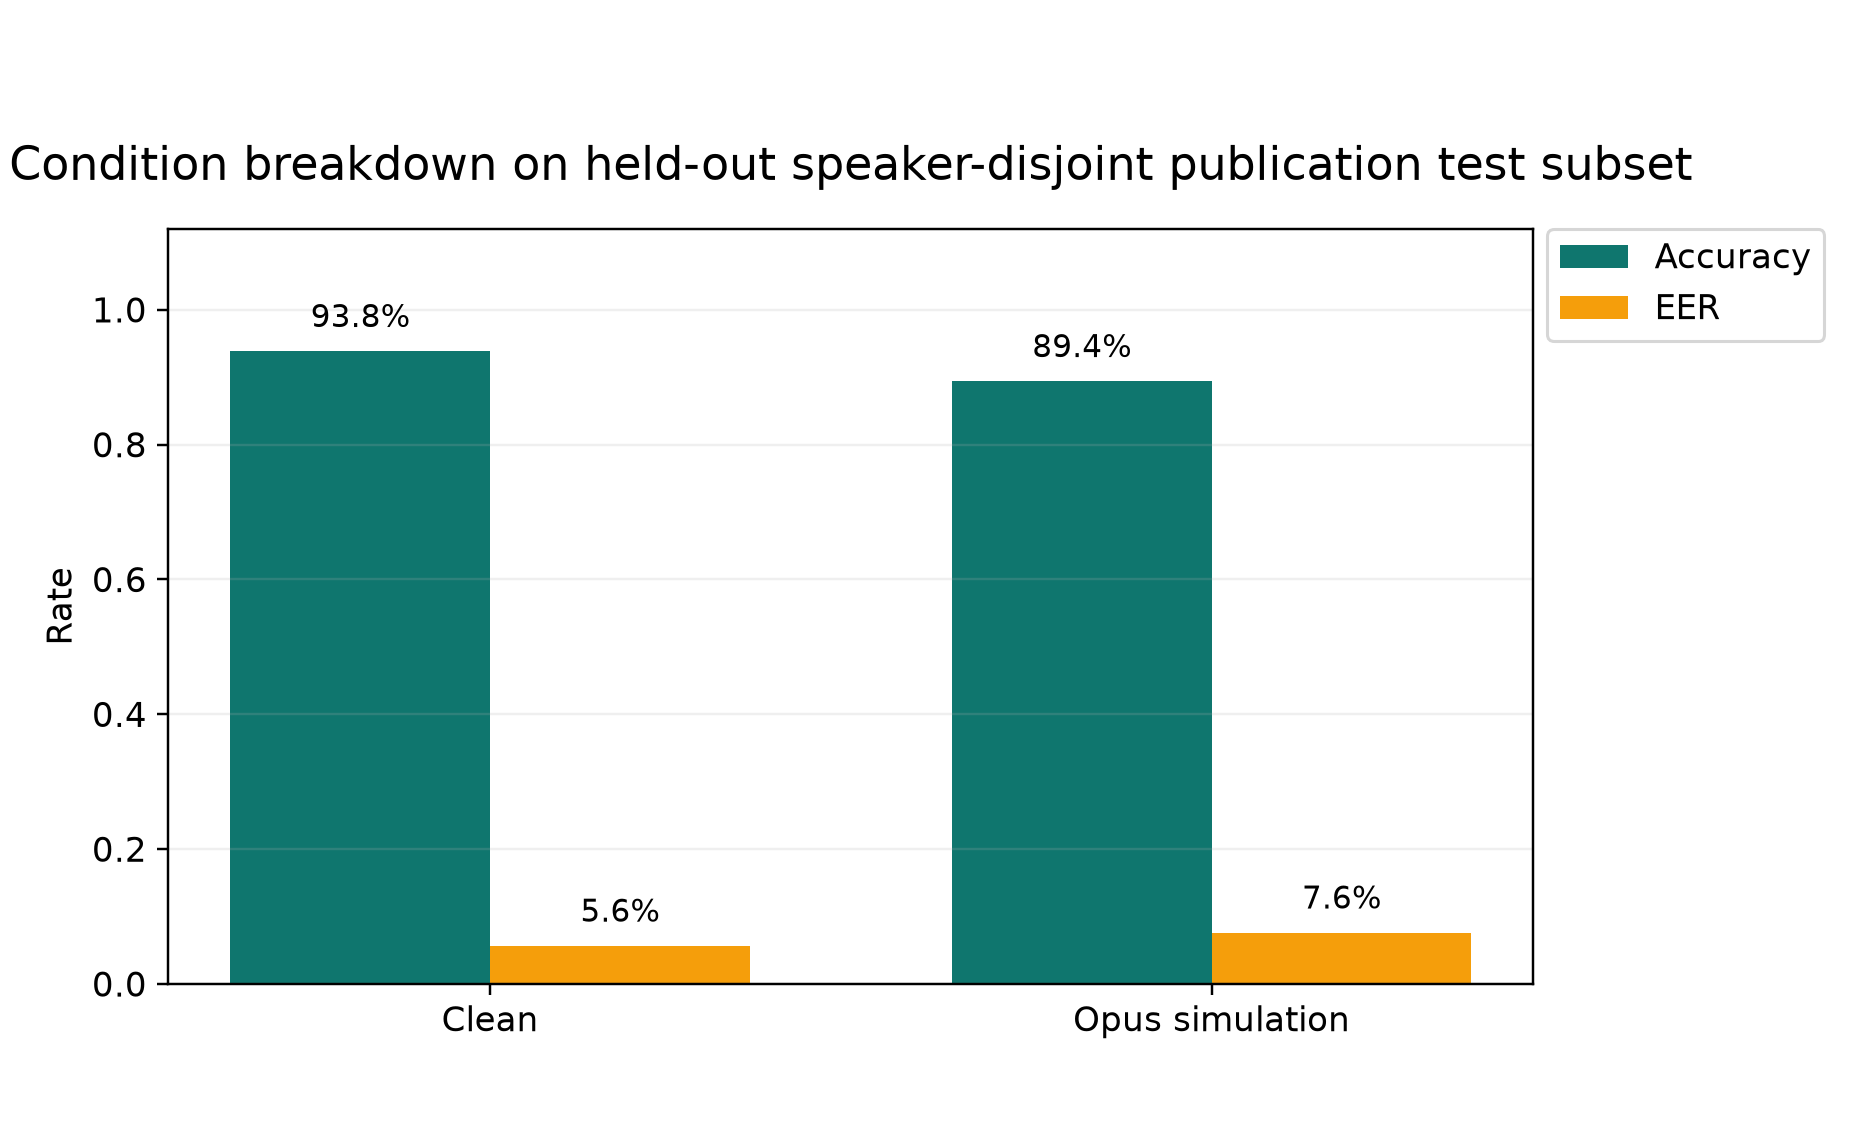 Condition breakdown on held-out speaker-disjoint publication test subset
Accuracy
EER
1.0
0.8
0.6
0.4
0.2
0.0
Rate
93.8%
5.6%
89.4%
7.6%
Clean
Opus simulation